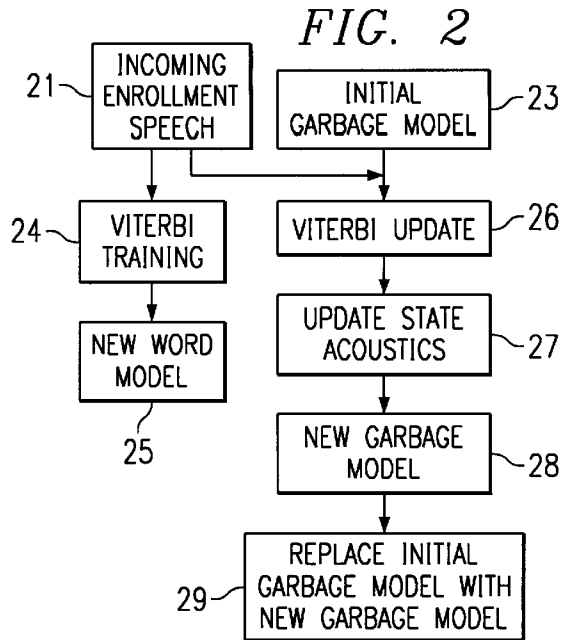 FIG. 2
21
INCOMING
ENROLLMENT
SPEECH
INITIAL
GARBAGE MODEL
23
24
VITERBI
TRAINING
VITERBI UPDATE
26
NEW WORD
MODEL
25
UPDATE STATE
ACOUSTICS
27
NEW GARBAGE
MODEL
28
29
REPLACE INITIAL
GARBAGE MODEL WITH
NEW GARBAGE MODEL